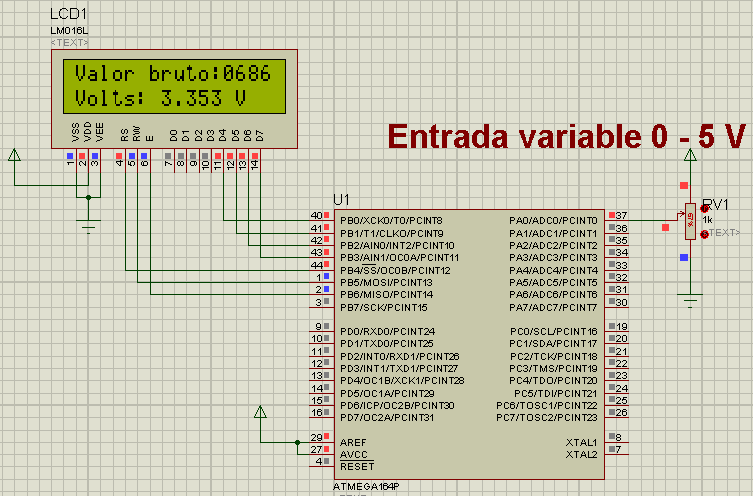 LCD1
LM016L
<TEXT>
Valor bruto:0686
Volts: 3.353 V
VSS
VDD
VEE
RS
RW
E
D0
D1
D2
D3
D4
D5
D6
D7
1
2
3
4
5
6
7
8
9
10
11
12
13
14
Entrada variable 0 - 5 V
RV1
1k
<TEXT>
U1
40 PB0/XCK0/T0/PCINT8 PA0/ADC0/PCINT0 37
41 PB1/T1/CLKO/PCINT9 PA1/ADC1/PCINT1 36
42 PB2/AIN0/INT2/PCINT10 PA2/ADC2/PCINT2 35
43 PB3/AIN1/OC0A/PCINT11 PA3/ADC3/PCINT3 34
44 PB4/SS/OC0B/PCINT12 PA4/ADC4/PCINT4 33
1 PB5/MOSI/PCINT13 PA5/ADC5/PCINT5 32
2 PB6/MISO/PCINT14 PA6/ADC6/PCINT6 31
3 PB7/SCK/PCINT15 PA7/ADC7/PCINT7 30
9 PD0/RXD0/PCINT24 PC0/SCL/PCINT16 19
10 PD1/TXD0/PCINT25 PC1/SDA/PCINT17 20
11 PD2/INT0/RXD1/PCINT26 PC2/TCK/PCINT18 21
12 PD3/INT1/TXD1/PCINT27 PC3/TMS/PCINT19 22
13 PD4/OC1B/XCK1/PCINT28 PC4/TDO/PCINT20 23
14 PD5/OC1A/PCINT29 PC5/TDI/PCINT21 24
15 PD6/ICP/OC2B/PCINT30 PC6/TOSC1/PCINT22 25
16 PD7/OC2A/PCINT31 PC7/TOSC2/PCINT23 26
29 AREF XTAL1 8
27 AVCC XTAL2 7
4 RESET
ATMEGA164P